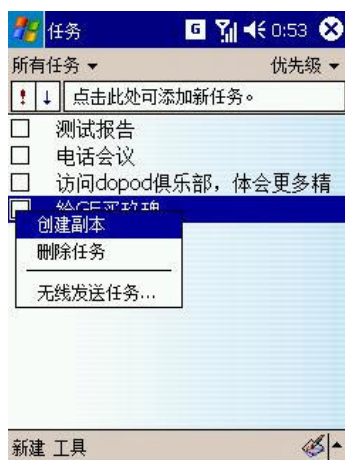 任务 G 0:53
所有任务 优先级
点击此处可添加新任务。
测试报告
电话会议
访问dopod俱乐部，体会更多精
创建副本
删除任务
无线发送任务...
新建 工具